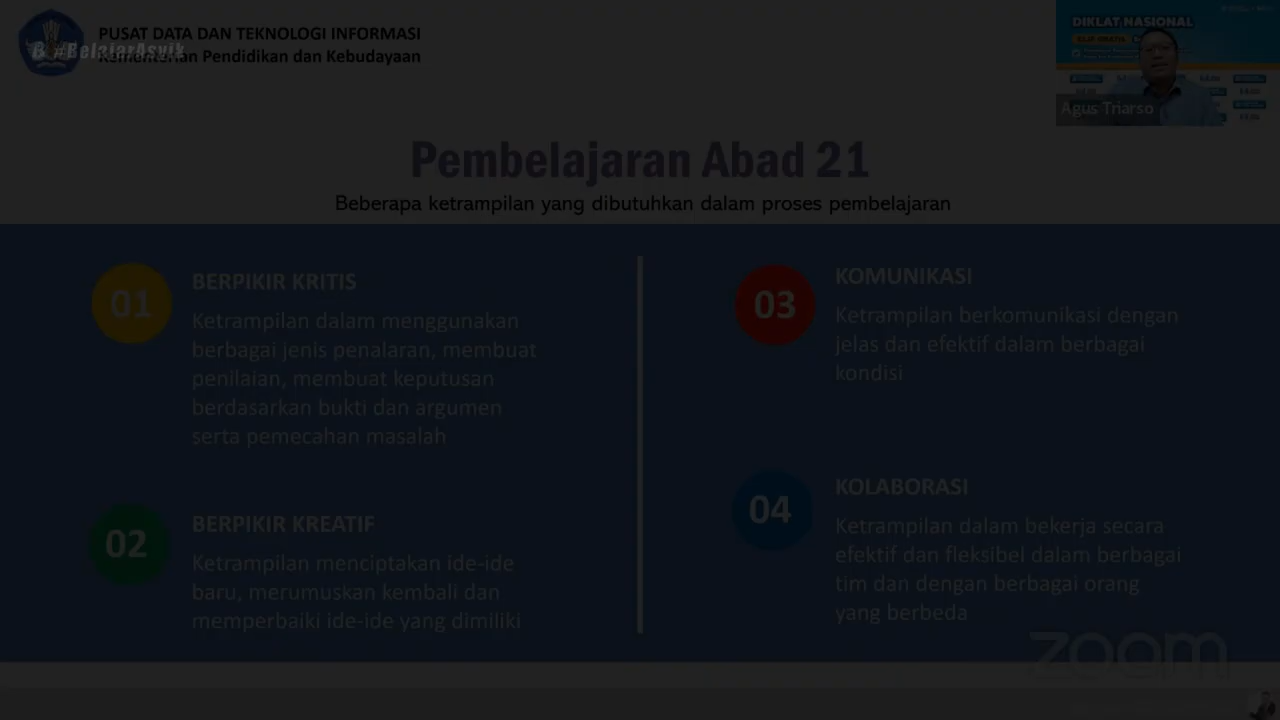 PUSAT DATA DAN TEKNOLOGI INFORMASI
& #BelajarAsyik
Kementerian Pendidikan dan Kebudayaan
DIKLAT NASIONAL
Agus Triarso
Pembelajaran Abad 21
Beberapa ketrampilan yang dibutuhkan dalam proses pembelajaran
01
BERPIKIR KRITIS
Ketrampilan dalam menggunakan
berbagai jenis penalaran, membuat
penilaian, membuat keputusan
berdasarkan bukti dan argumen
serta pemecahan masalah
02
BERPIKIR KREATIF
Ketrampilan menciptakan ide-ide
baru, merumuskan kembali dan
memperbaiki ide-ide yang dimiliki
03
KOMUNIKASI
Ketrampilan berkomunikasi dengan
jelas dan efektif dalam berbagai
kondisi
04
KOLABORASI
Ketrampilan dalam bekerja secara
efektif dan fleksibel dalam berbagai
tim dan dengan berbagai orang
yang berbeda
zoom